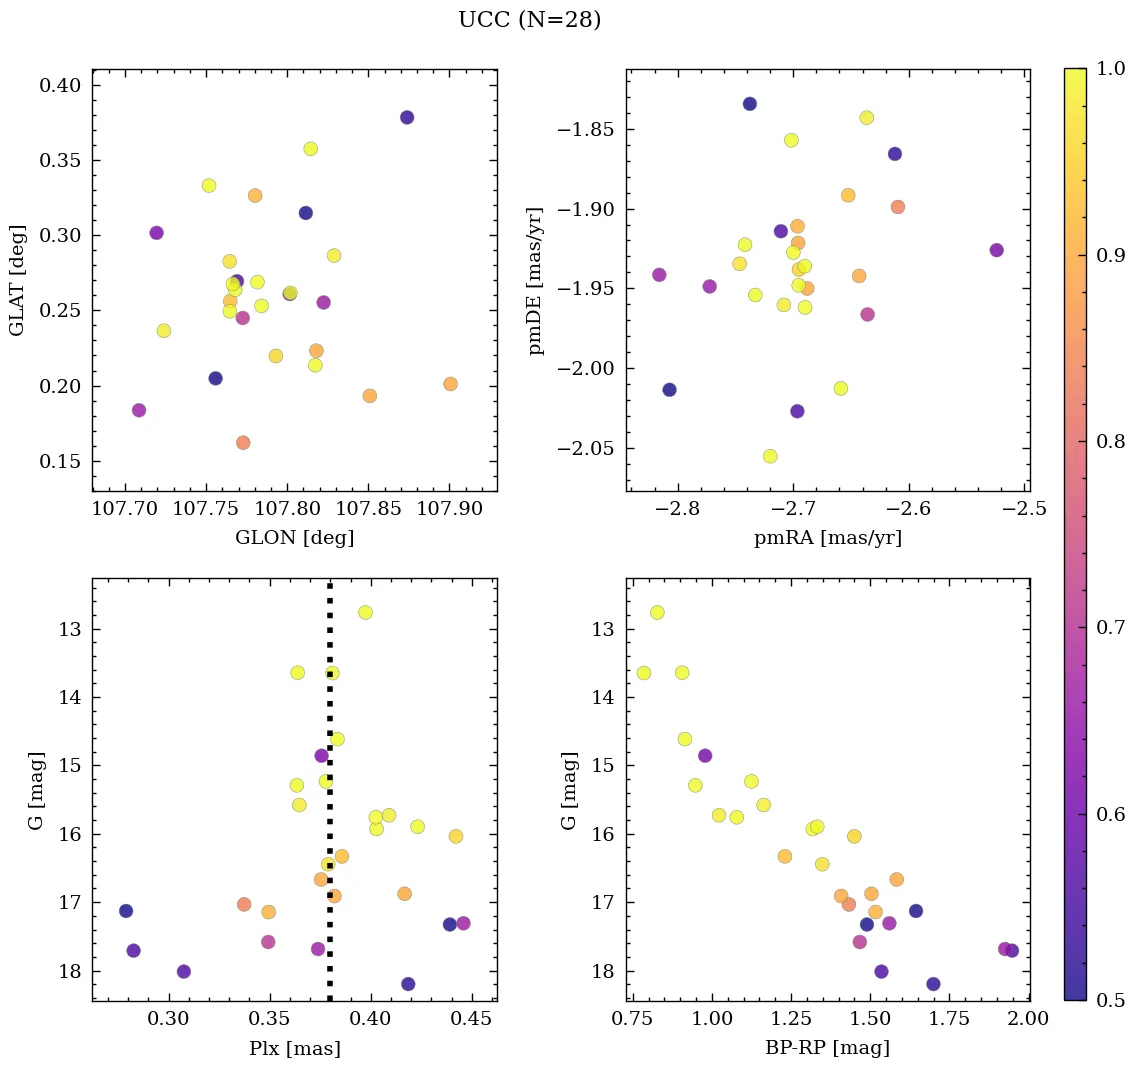 UCC (N=28)
0.40
0.35
0.30
0.25
0.20
0.15
GLAT [deg]
107.70 107.75 107.80 107.85 107.90
GLON [deg]
−1.85
−1.90
−1.95
−2.00
−2.05
pmDE [mas/yr]
−2.8 −2.7 −2.6 −2.5
pmRA [mas/yr]
13
14
15
16
17
18
G [mag]
0.30 0.35 0.40 0.45
Plx [mas]
13
14
15
16
17
18
G [mag]
0.75 1.00 1.25 1.50 1.75 2.00
BP-RP [mag]
1.0
0.9
0.8
0.7
0.6
0.5